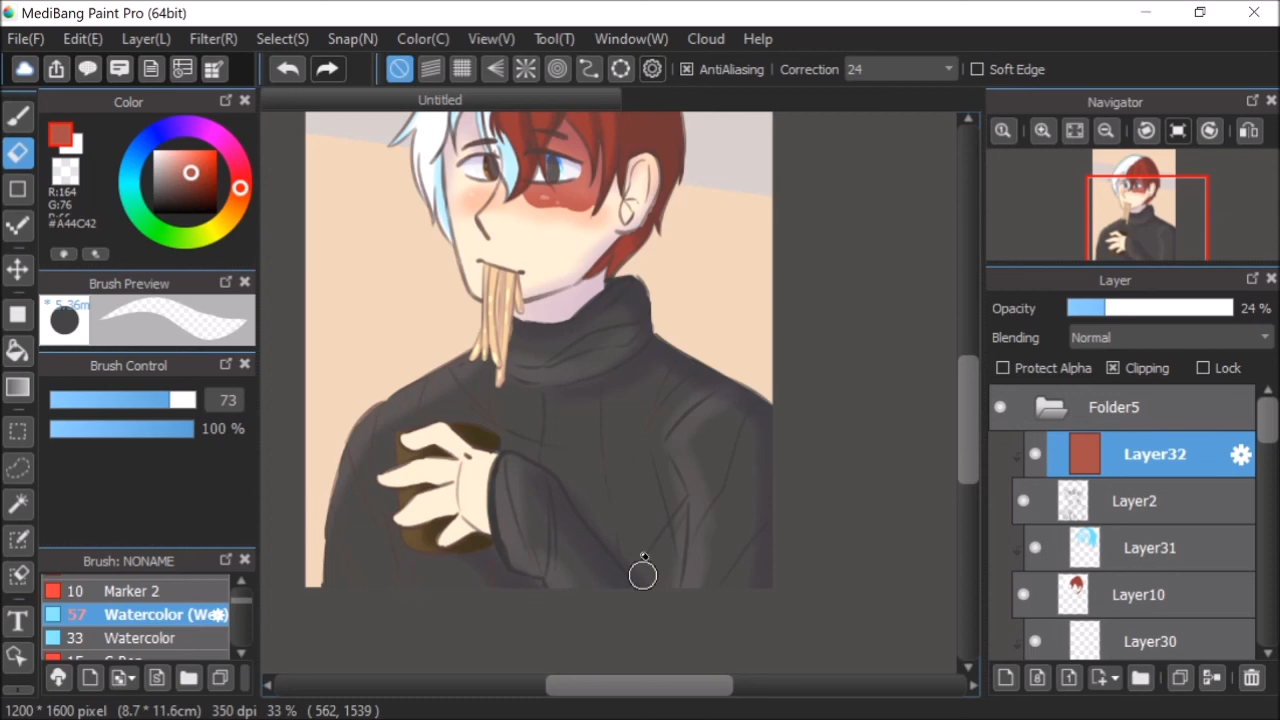 MediBang Paint Pro (64bit)
File(F) Edit(E) Layer(L) Filter(R) Select(S) Snap(N) Color(C) View(V) Tool(T) Window(W) Cloud Help
AntiAliasing Correction 24 Soft Edge
Color
Untitled
Navigator
R:164
G:76
#A44C42
Brush Preview
* 5.36m
Layer
Opacity 24 %
Blending Normal
Brush Control
Protect Alpha Clipping Lock
73
100 %
Folder5
Layer32
Layer2
Layer31
Brush: NONAME
10 Marker 2
Layer10
57 Watercolor (Wet)
33 Watercolor
Layer30
1200 * 1600 pixel (8.7 * 11.6cm) 350 dpi 33 % ( 562, 1539 )